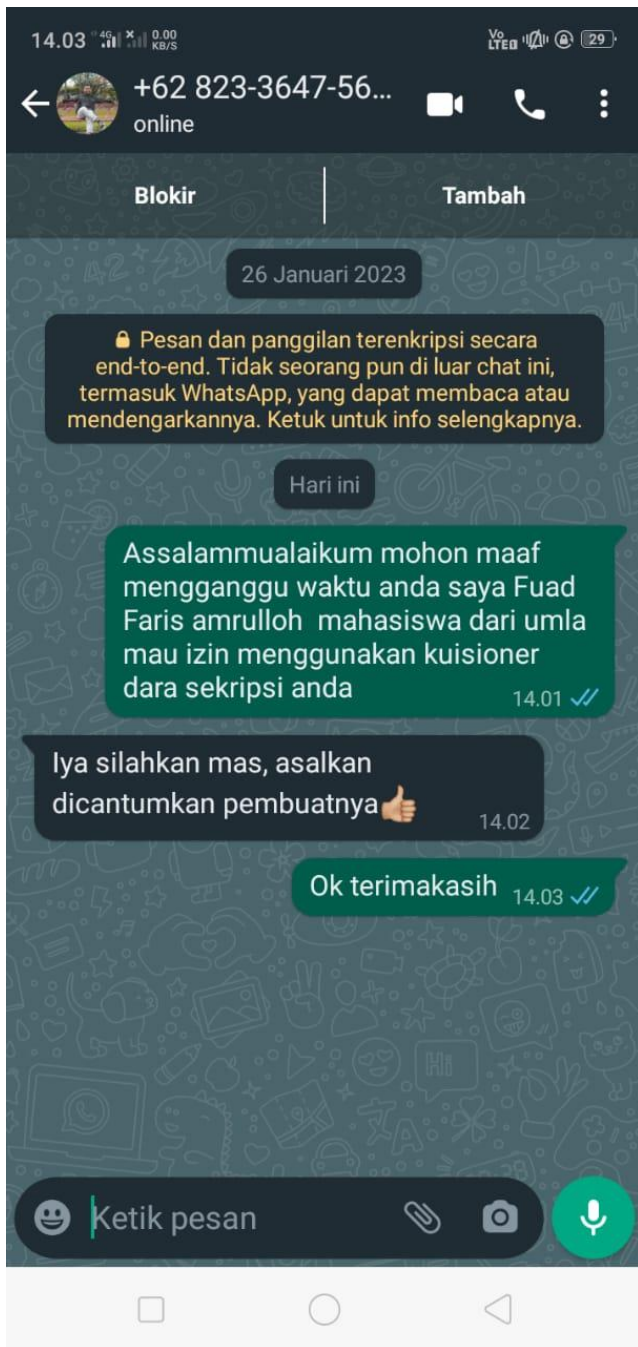 14.03 4G 0.00 KB/S Vo LTE 29
+62 823-3647-56...
online
Blokir Tambah
26 Januari 2023
Pesan dan panggilan terenkripsi secara
end-to-end. Tidak seorang pun di luar chat ini,
termasuk WhatsApp, yang dapat membaca atau
mendengarkannya. Ketuk untuk info selengkapnya.
Hari ini
Assalammualaikum mohon maaf
mengganggu waktu anda saya Fuad
Faris amrulloh mahasiswa dari umla
mau izin menggunakan kuisioner
dara sekripsi anda 14.01
Iya silahkan mas, asalkan
dicantumkan pembuatnya👍 14.02
Ok terimakasih 14.03
Ketik pesan